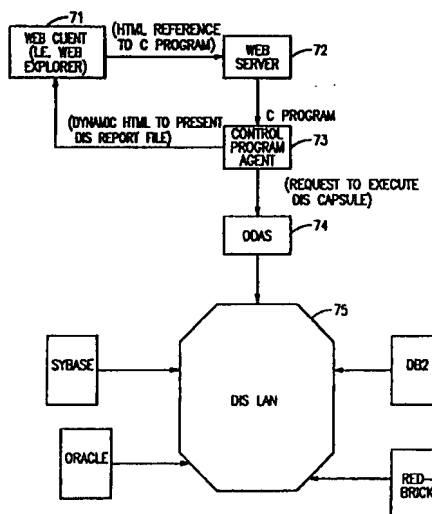 71
WEB CLIENT
(I.E. WEB
EXPLORER)
(HTML REFERENCE
TO C PROGRAM)
WEB
SERVER
72
C PROGRAM
(DYNAMIC HTML TO PRESENT
DIS REPORT FILE)
CONTROL
PROGRAM
AGENT
73
(REQUEST TO EXECUTE
DIS CAPSULE)
ODAS
74
75
SYBASE
DIS LAN
DB2
ORACLE
RED-
BRICK